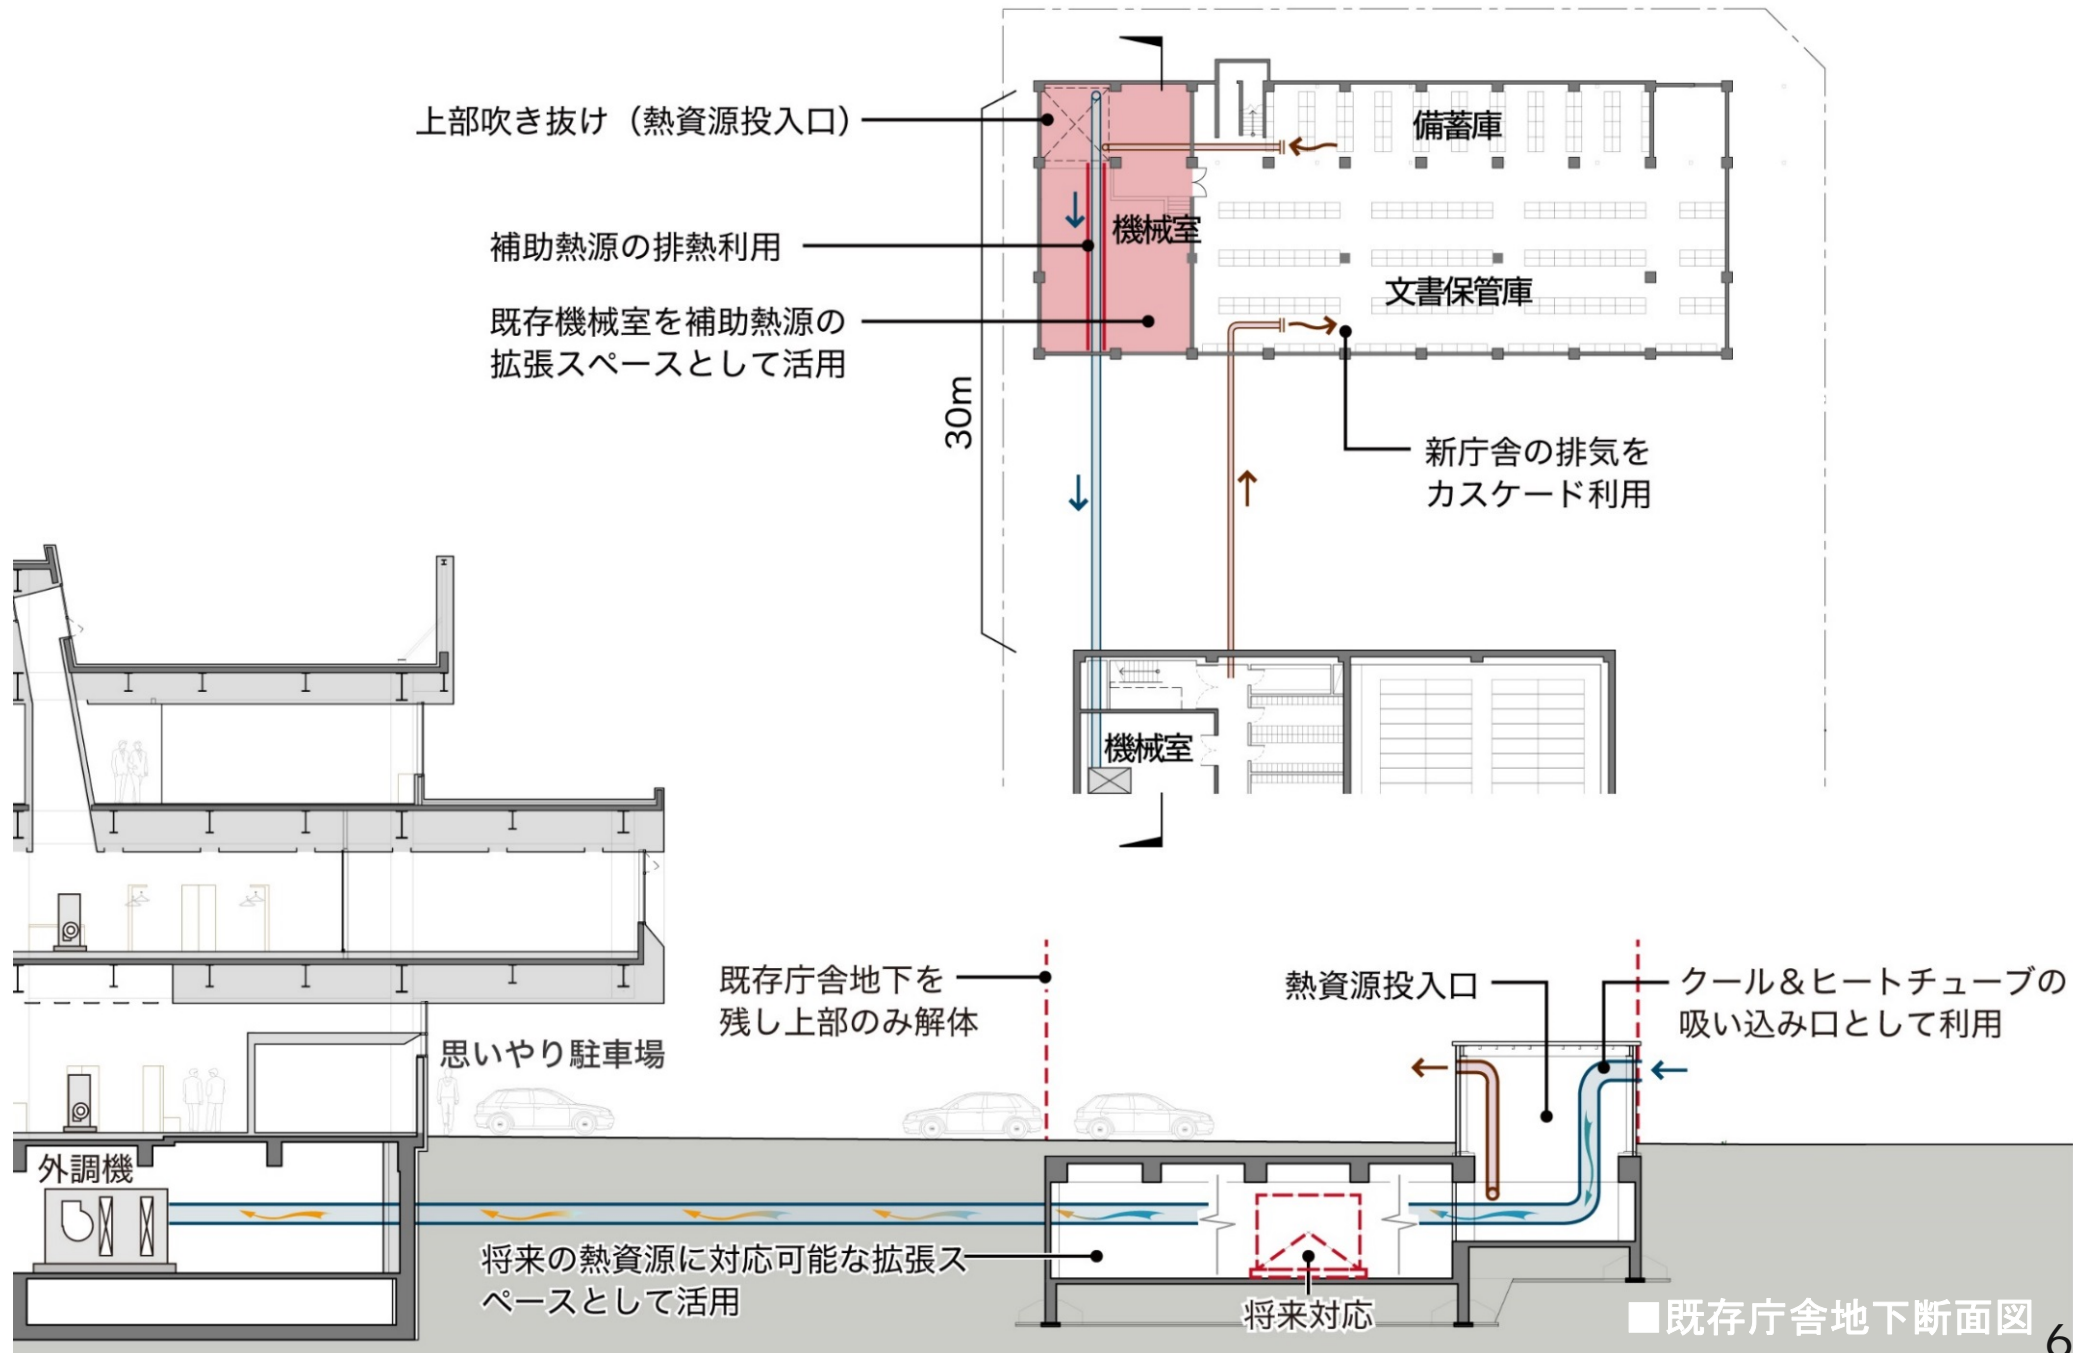 上部吹き抜け（熱資源投入口）
備蓄庫
補助熱源の排熱利用
機械室
既存機械室を補助熱源の
拡張スペースとして活用
文書保管庫
30m
新庁舎の排気を
カスケード利用
機械室
既存庁舎地下を
残し上部のみ解体
熱資源投入口
クール＆ヒートチューブの
吸い込み口として利用
思いやり駐車場
外調機
将来の熱資源に対応可能な拡張ス
ペースとして活用
将来対応
■既存庁舎地下断面図
6